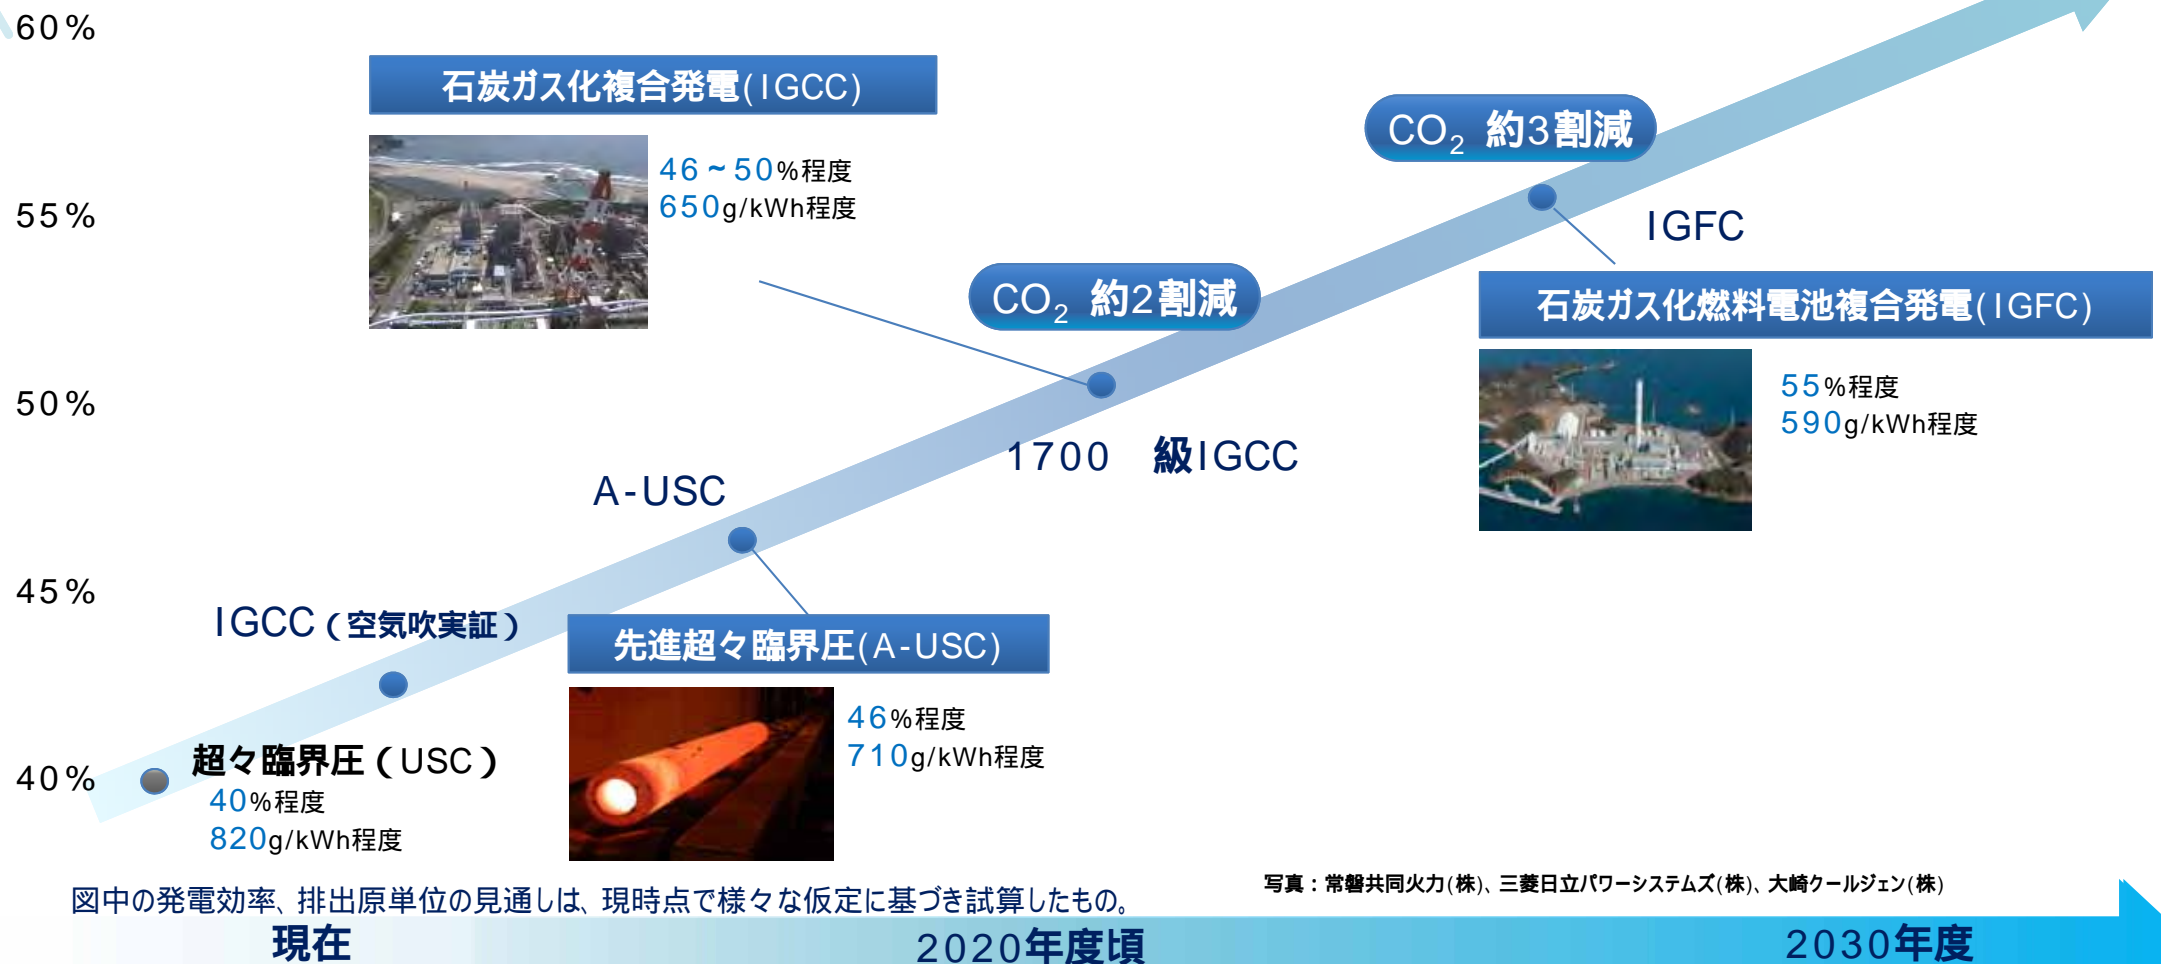 60%
石炭ガス化複合発電(IGCC)
46~50%程度
650g/kWh程度
CO₂ 約3割減
55%
IGFC
CO₂ 約2割減
石炭ガス化燃料電池複合発電(IGFC)
55%程度
590g/kWh程度
50%
1700 級IGCC
A-USC
45%
IGCC(空気吹実証)
先進超々臨界圧(A-USC)
46%程度
710g/kWh程度
40%
超々臨界圧(USC)
40%程度
820g/kWh程度
写真:常磐共同火力(株)、三菱日立パワーシステムズ(株)、大崎クールジェン(株)
図中の発電効率、排出原単位の見通しは、現時点で様々な仮定に基づき試算したもの。
現在
2020年度頃
2030年度